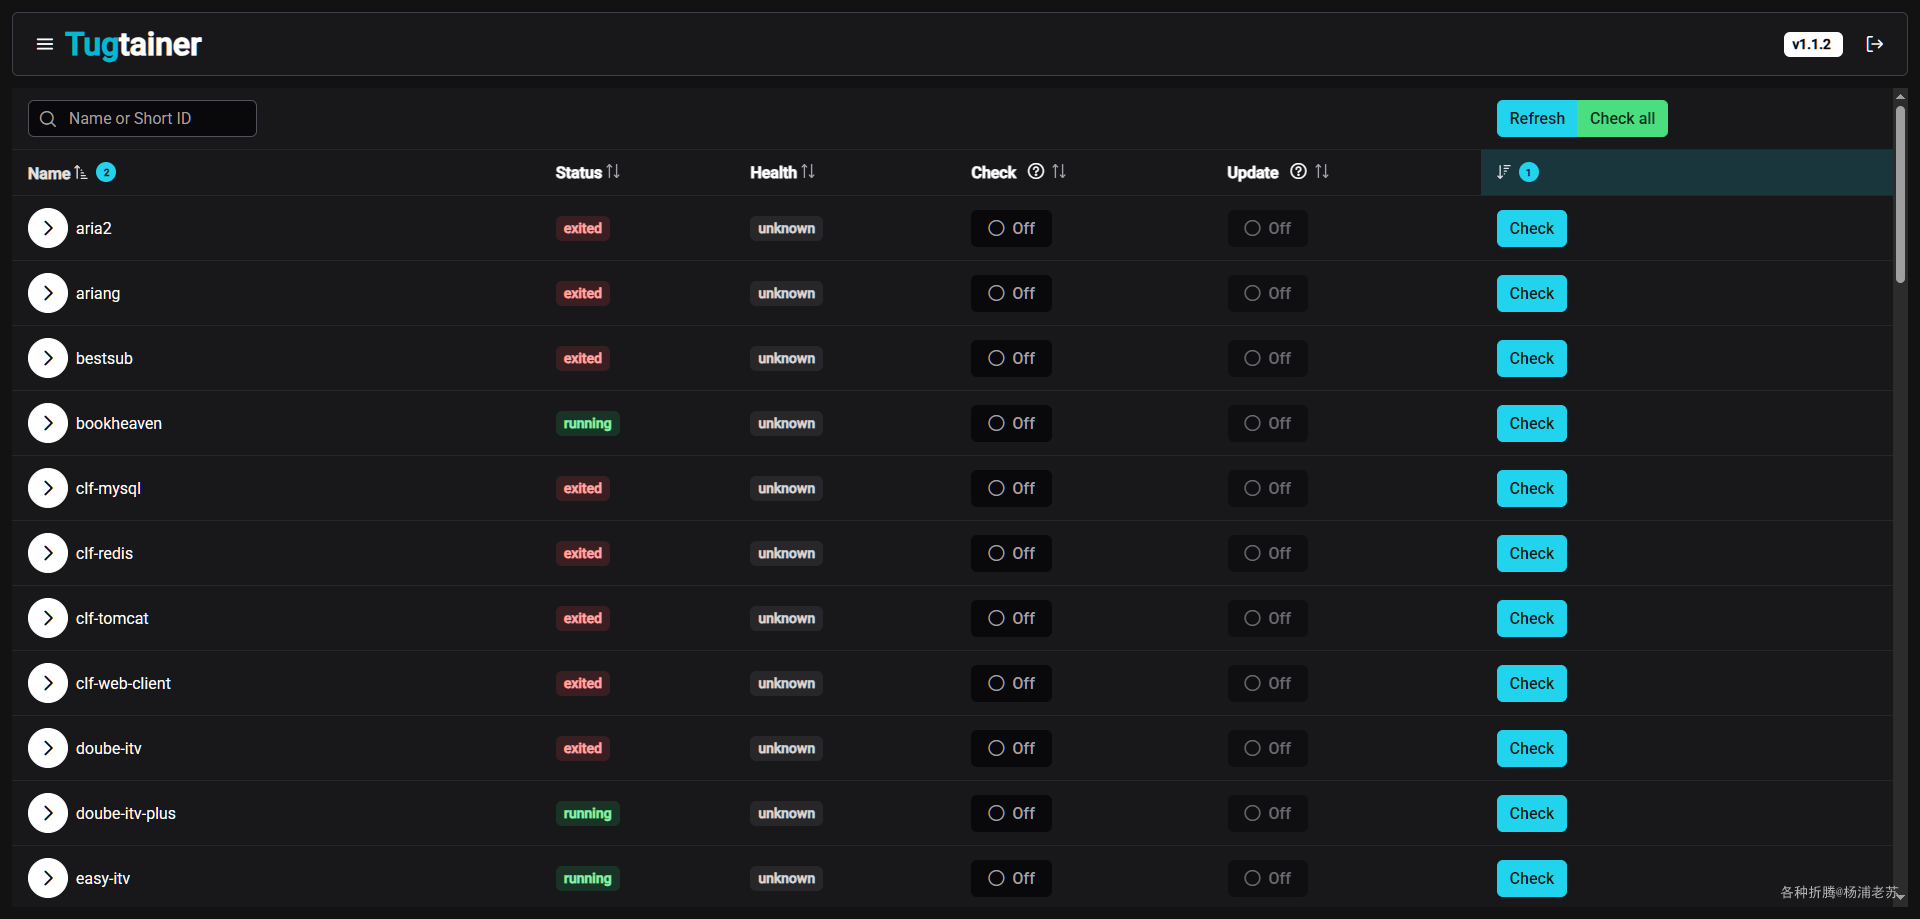 Tugtainer v1.1.2
Name or Short ID Refresh Check all
Name 2 Status Health Check Update 1
aria2 exited unknown Off Off Check
ariang exited unknown Off Off Check
bestsub exited unknown Off Off Check
bookheaven running unknown Off Off Check
clf-mysql exited unknown Off Off Check
clf-redis exited unknown Off Off Check
clf-tomcat exited unknown Off Off Check
clf-web-client exited unknown Off Off Check
doube-itv exited unknown Off Off Check
doube-itv-plus running unknown Off Off Check
easy-itv running unknown Off Off Check
各种折腾@杨浦老苏